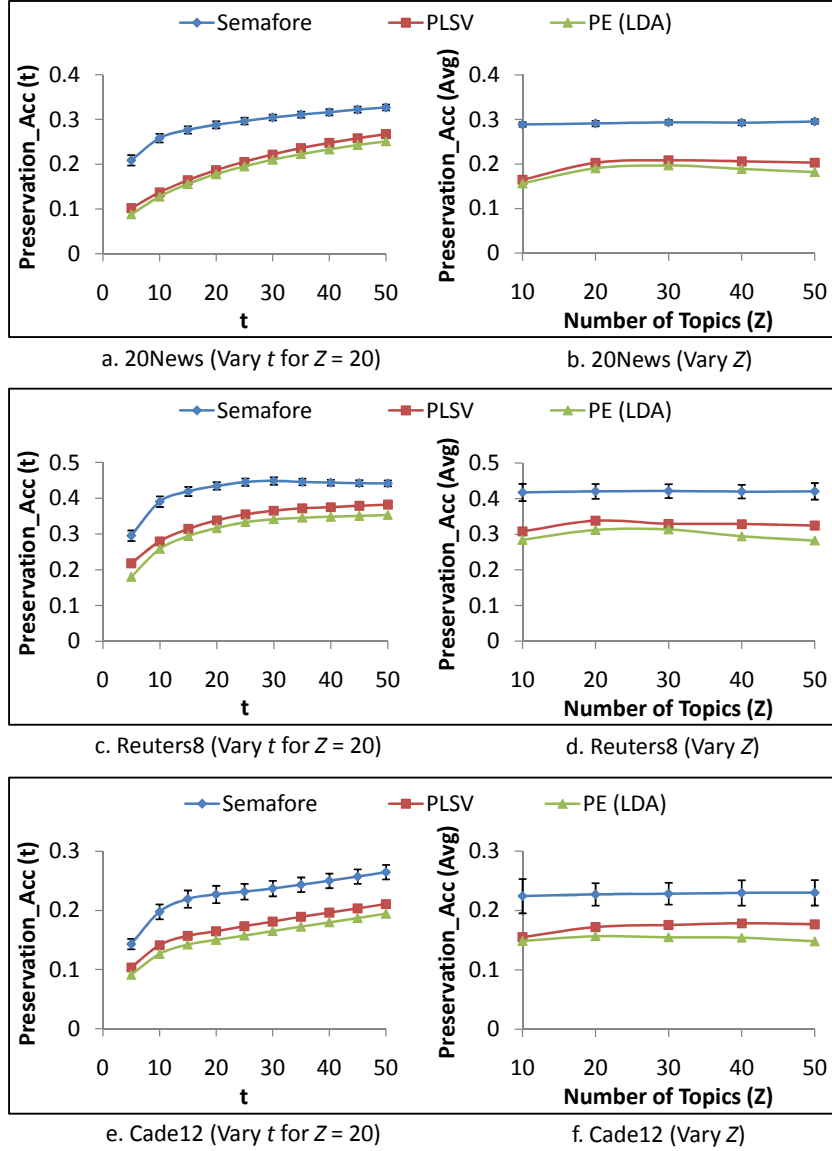 Semafore PLSV PE (LDA)
Preservation_Acc (t)
0.4
0.3
0.2
0.1
0
0 10 20 30 40 50
t
Preservation_Acc (Avg)
0.4
0.3
0.2
0.1
0
10 20 30 40 50
Number of Topics (Z)
a. 20News (Vary t for Z = 20)
b. 20News (Vary Z)
Semafore PLSV PE (LDA)
Preservation_Acc (t)
0.5
0.4
0.3
0.2
0.1
0
0 10 20 30 40 50
t
Preservation_Acc (Avg)
0.5
0.4
0.3
0.2
0.1
0
10 20 30 40 50
Number of Topics (Z)
c. Reuters8 (Vary t for Z = 20)
d. Reuters8 (Vary Z)
Semafore PLSV PE (LDA)
Preservation_Acc (t)
0.3
0.2
0.1
0
0 10 20 30 40 50
t
Preservation_Acc (Avg)
0.3
0.2
0.1
0
10 20 30 40 50
Number of Topics (Z)
e. Cade12 (Vary t for Z = 20)
f. Cade12 (Vary Z)